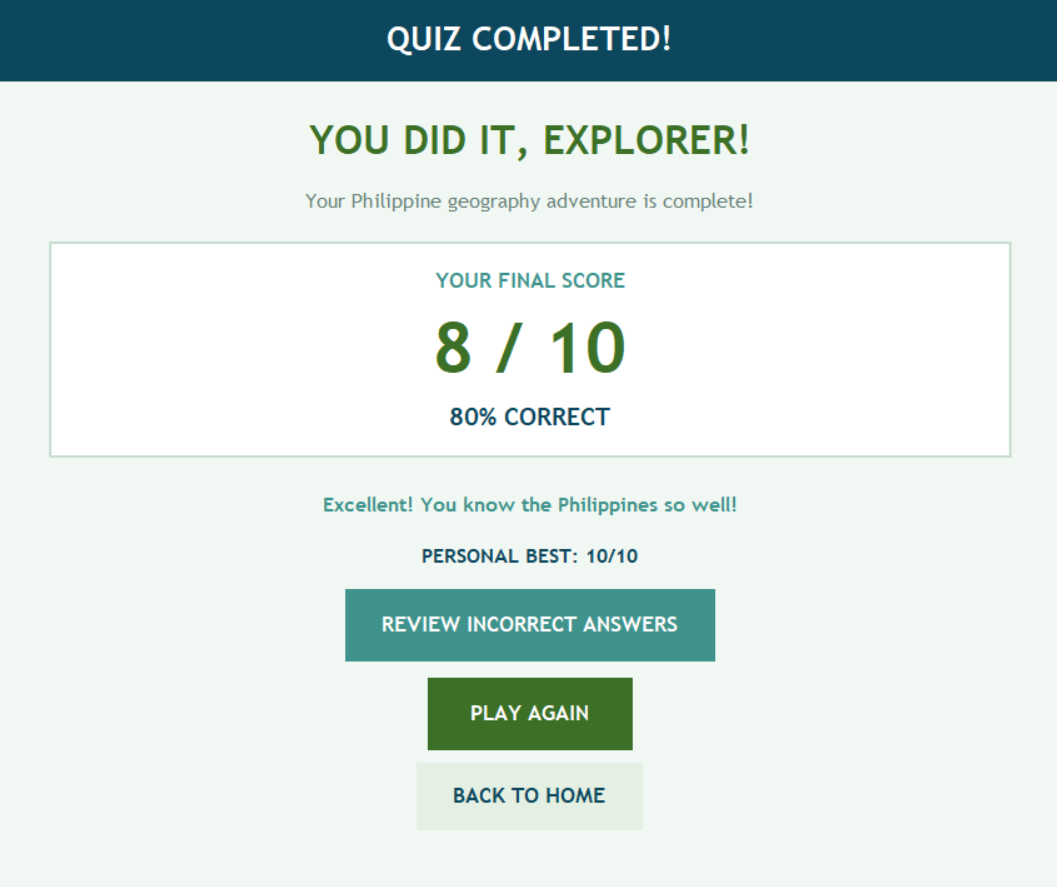 QUIZ COMPLETED!
YOU DID IT, EXPLORER!
Your Philippine geography adventure is complete!
YOUR FINAL SCORE
8 / 10
80% CORRECT
Excellent! You know the Philippines so well!
PERSONAL BEST: 10/10
REVIEW INCORRECT ANSWERS
PLAY AGAIN
BACK TO HOME